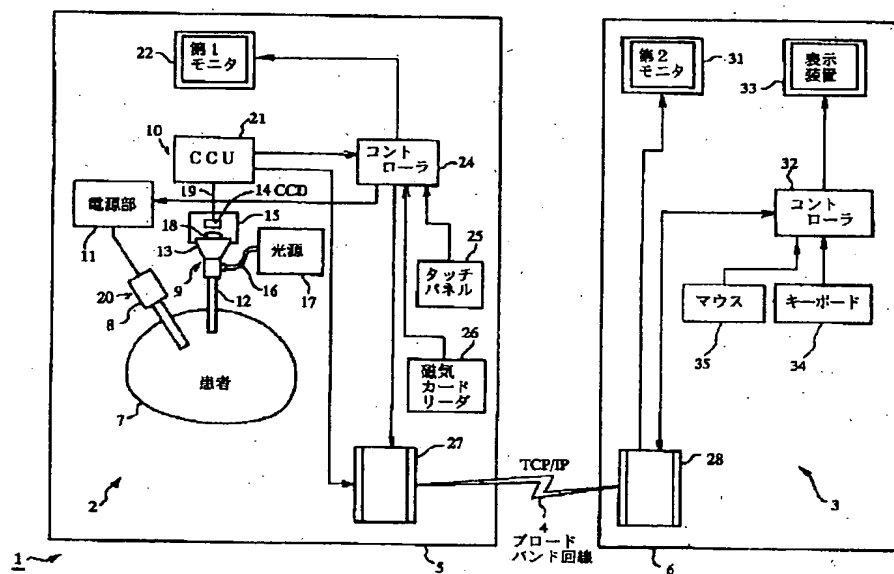 第1
モニタ
22
21
10
CCU
19
14 CCD
18
15
13
電源部
11
9
16
光源
17
12
20
8
患者
7
コント
ローラ
24
25
タッチ
パネル
26
磁気
カード
リーダ
27
2
1
5
TCP/IP
4
ブロード
バンド回線
第2
モニタ
31
表示
装置
33
32
コント
ローラ
マウス
35
キーボード
34
28
3
6